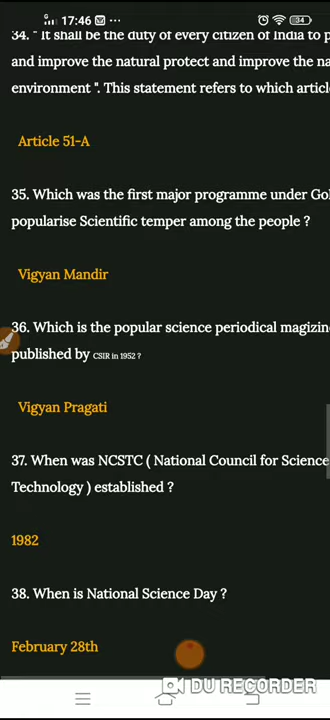 17:46
34
34. " It shall be the duty of every citizen of India to p
and improve the natural protect and improve the na
environment ". This statement refers to which articl
Article 51-A
35. Which was the first major programme under GoI
popularise Scientific temper among the people ?
Vigyan Mandir
36. Which is the popular science periodical magizin
published by CSIR in 1952 ?
Vigyan Pragati
37. When was NCSTC ( National Council for Science
Technology ) established ?
1982
38. When is National Science Day ?
February 28th
DU RECORDER